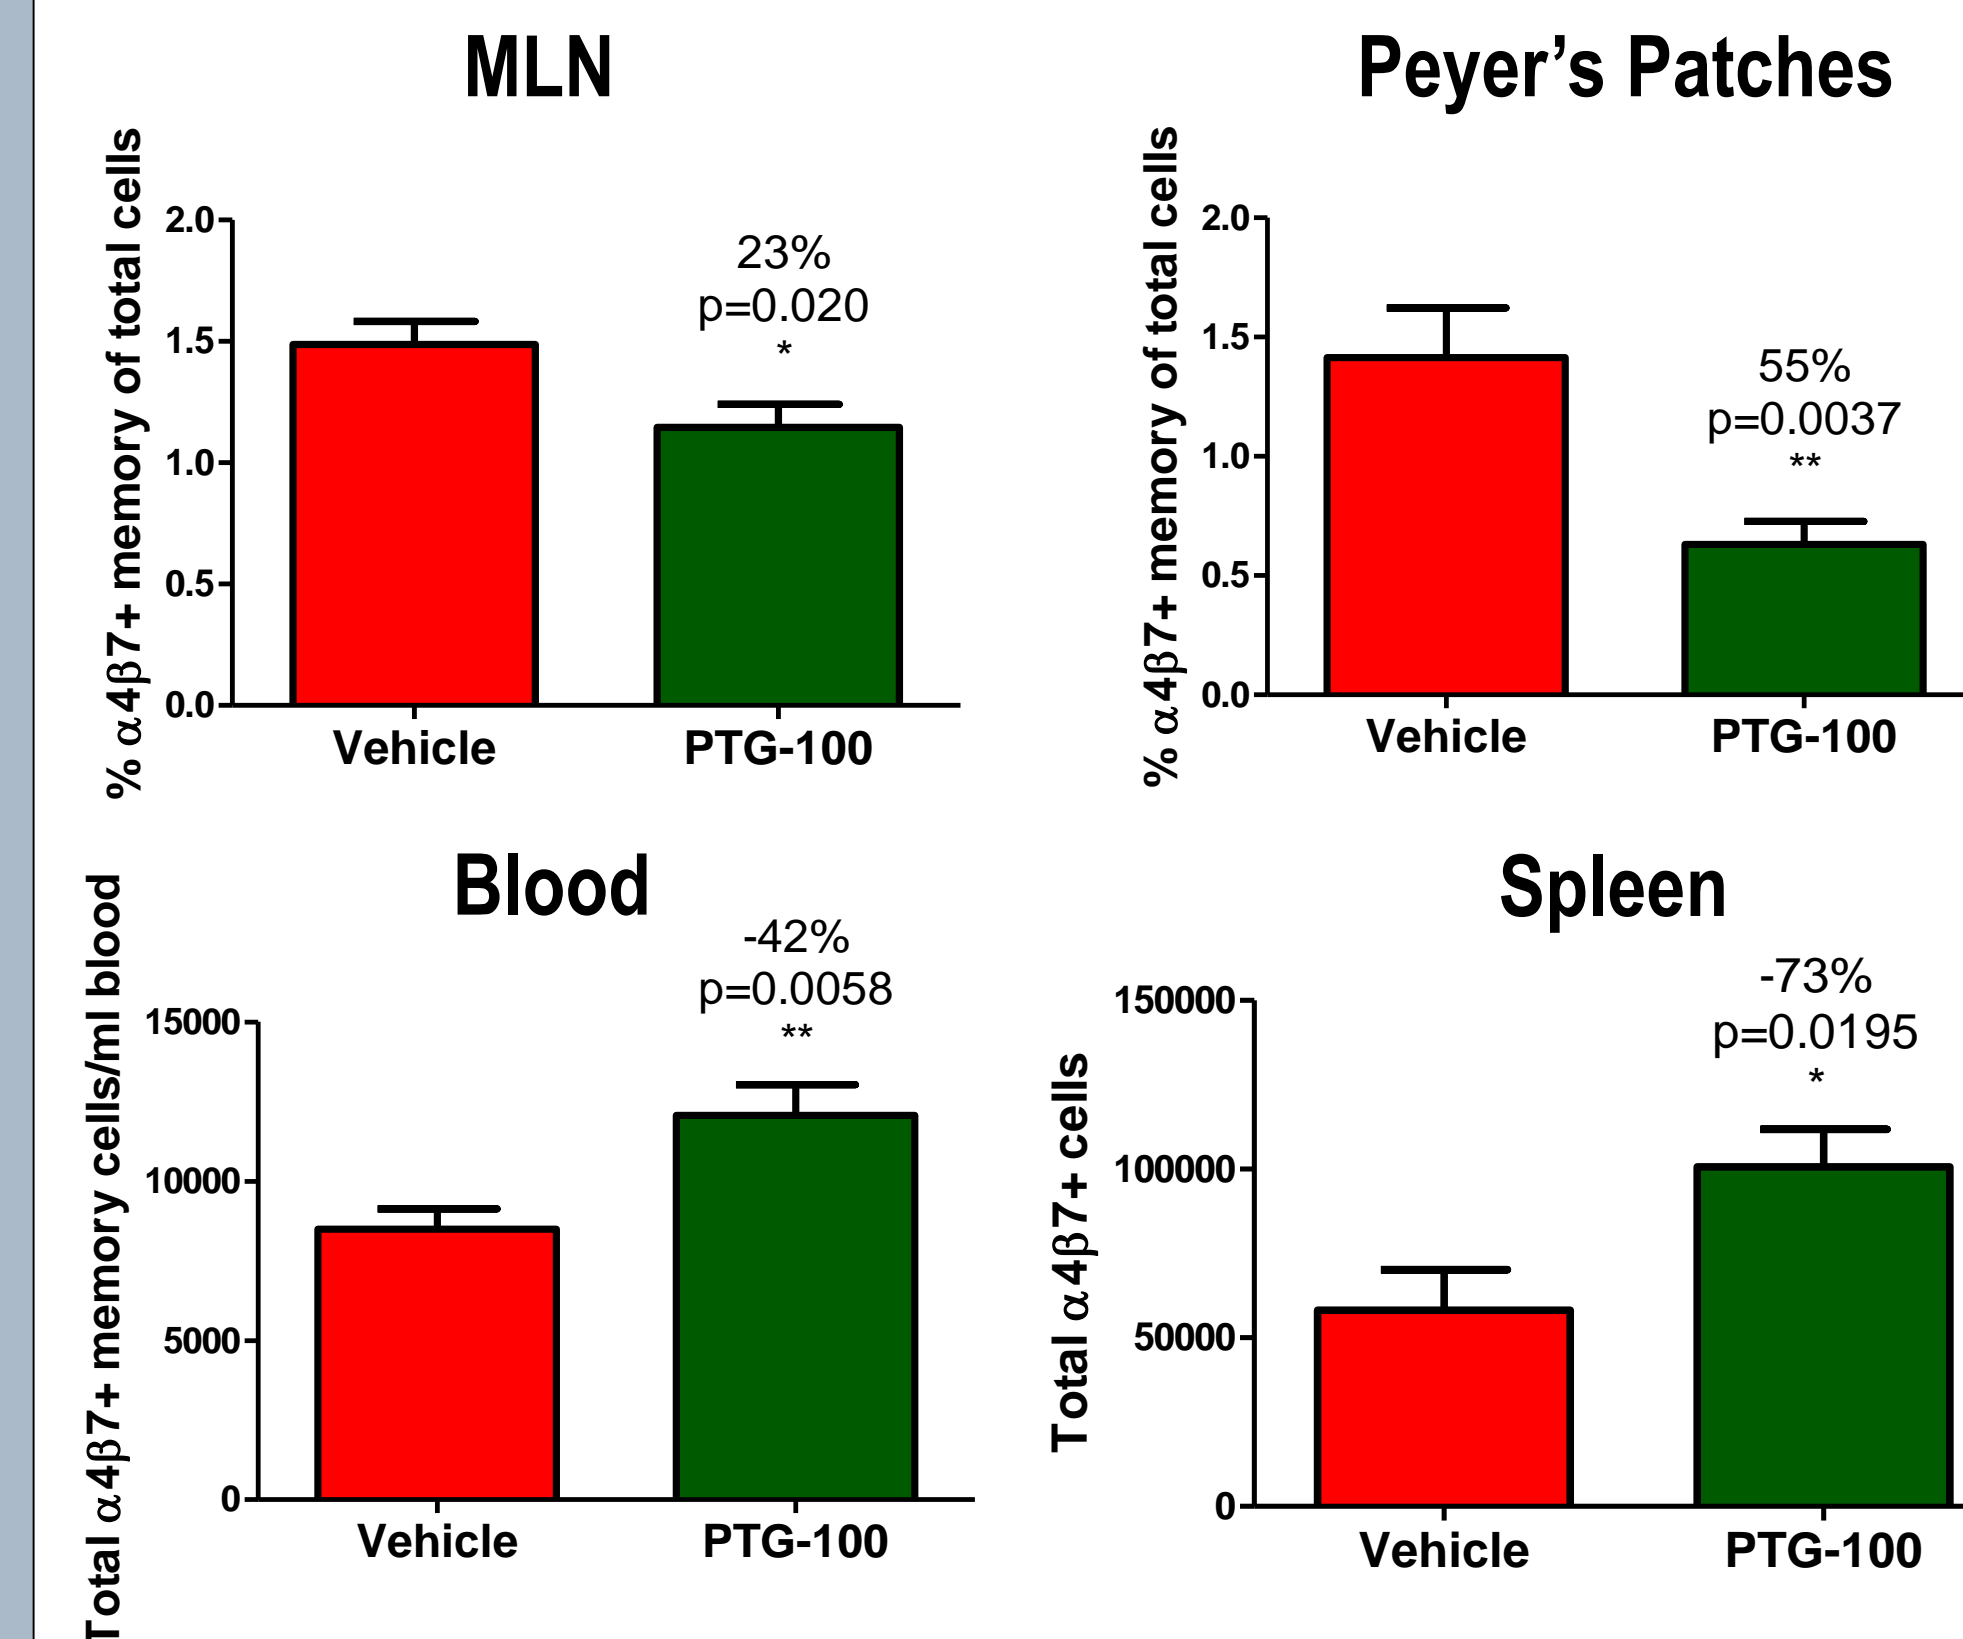 MLN
% α4β7+ memory of total cells
2.0
1.5
1.0
0.5
0.0
23%
p=0.020
*
Vehicle
PTG-100
Peyer’s Patches
% α4β7+ memory of total cells
2.0
1.5
1.0
0.5
0.0
55%
p=0.0037
**
Vehicle
PTG-100
Blood
Total α4β7+ memory cells/ml blood
15000
10000
5000
0
-42%
p=0.0058
**
Vehicle
PTG-100
Spleen
Total α4β7+ cells
150000
100000
50000
0
-73%
p=0.0195
*
Vehicle
PTG-100